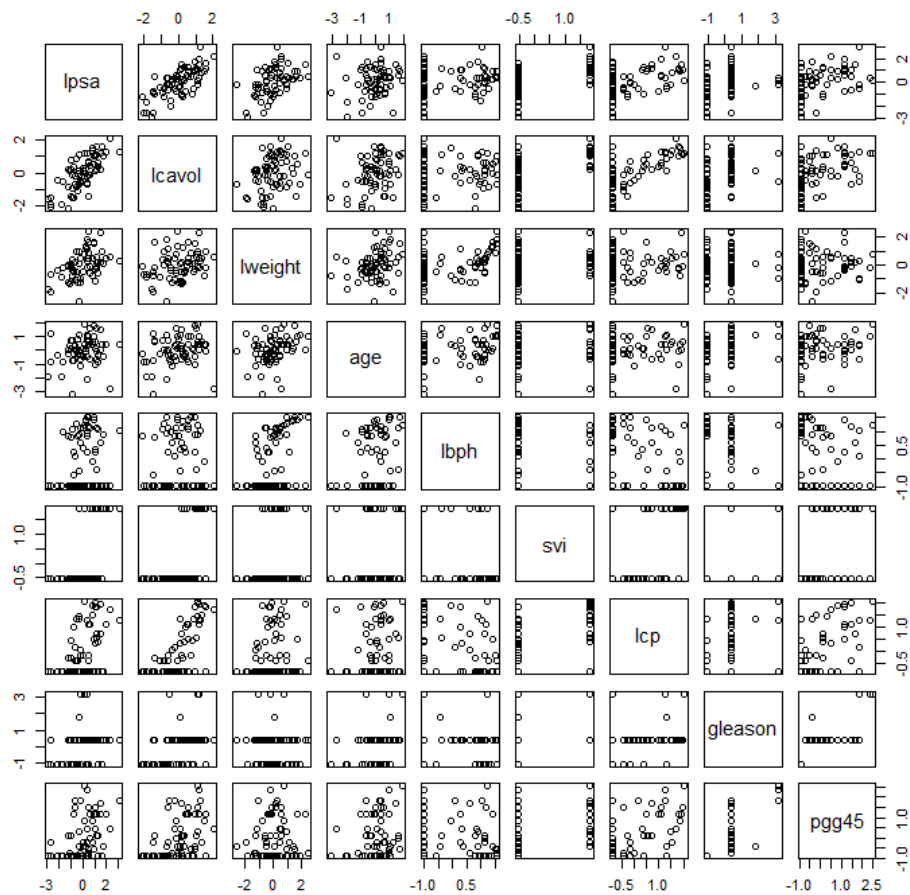 -2 0 2 -3 -1 1 -0.5 1.0 -1 1 3
lpsa -3 0 2
-2 0 2 lcavol
lweight -2 0 2
-3 -1 1 age
lbph -1.0 0.5
-0.5 1.0 svi
lcp -0.5 1.0
-1 1 3 gleason
pgg45 -1.0 1.0
-3 0 2 -2 0 2 -1.0 0.5 -0.5 1.0 -1.0 1.0 2.5